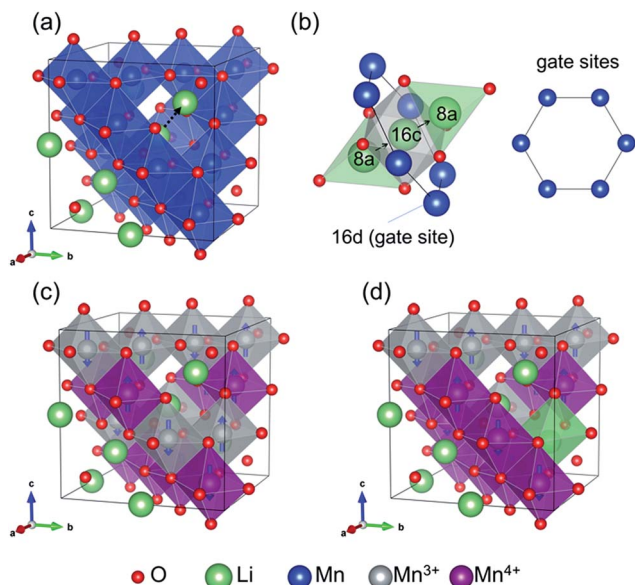 (a)
(b)
gate sites
8a
16c
8a
16d (gate site)
c
a
b
(c)
(d)
c
a
b
c
a
b
O
Li
Mn
Mn³⁺
Mn⁴⁺